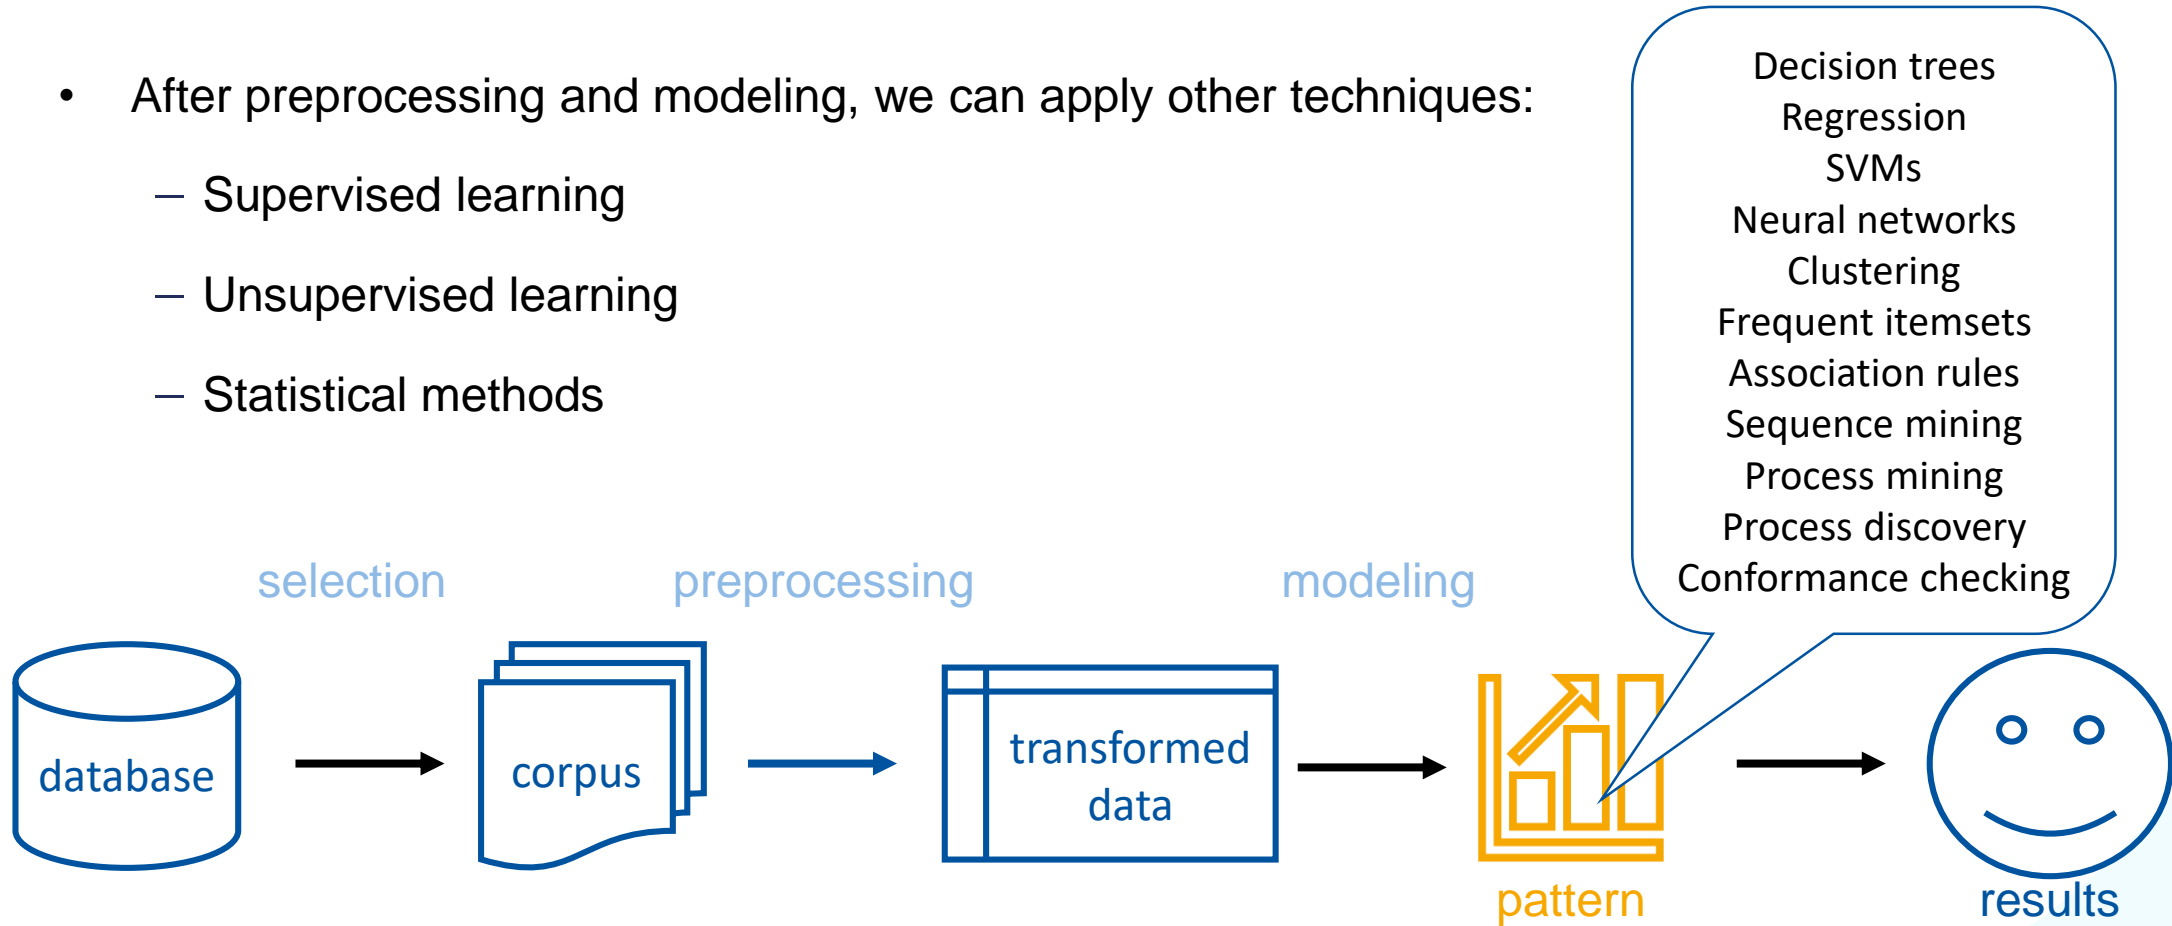 • After preprocessing and modeling, we can apply other techniques:
– Supervised learning
– Unsupervised learning
– Statistical methods
Decision trees
Regression
SVMs
Neural networks
Clustering
Frequent itemsets
Association rules
Sequence mining
Process mining
Process discovery
Conformance checking
selection
preprocessing
modeling
database
corpus
transformed
data
pattern
results